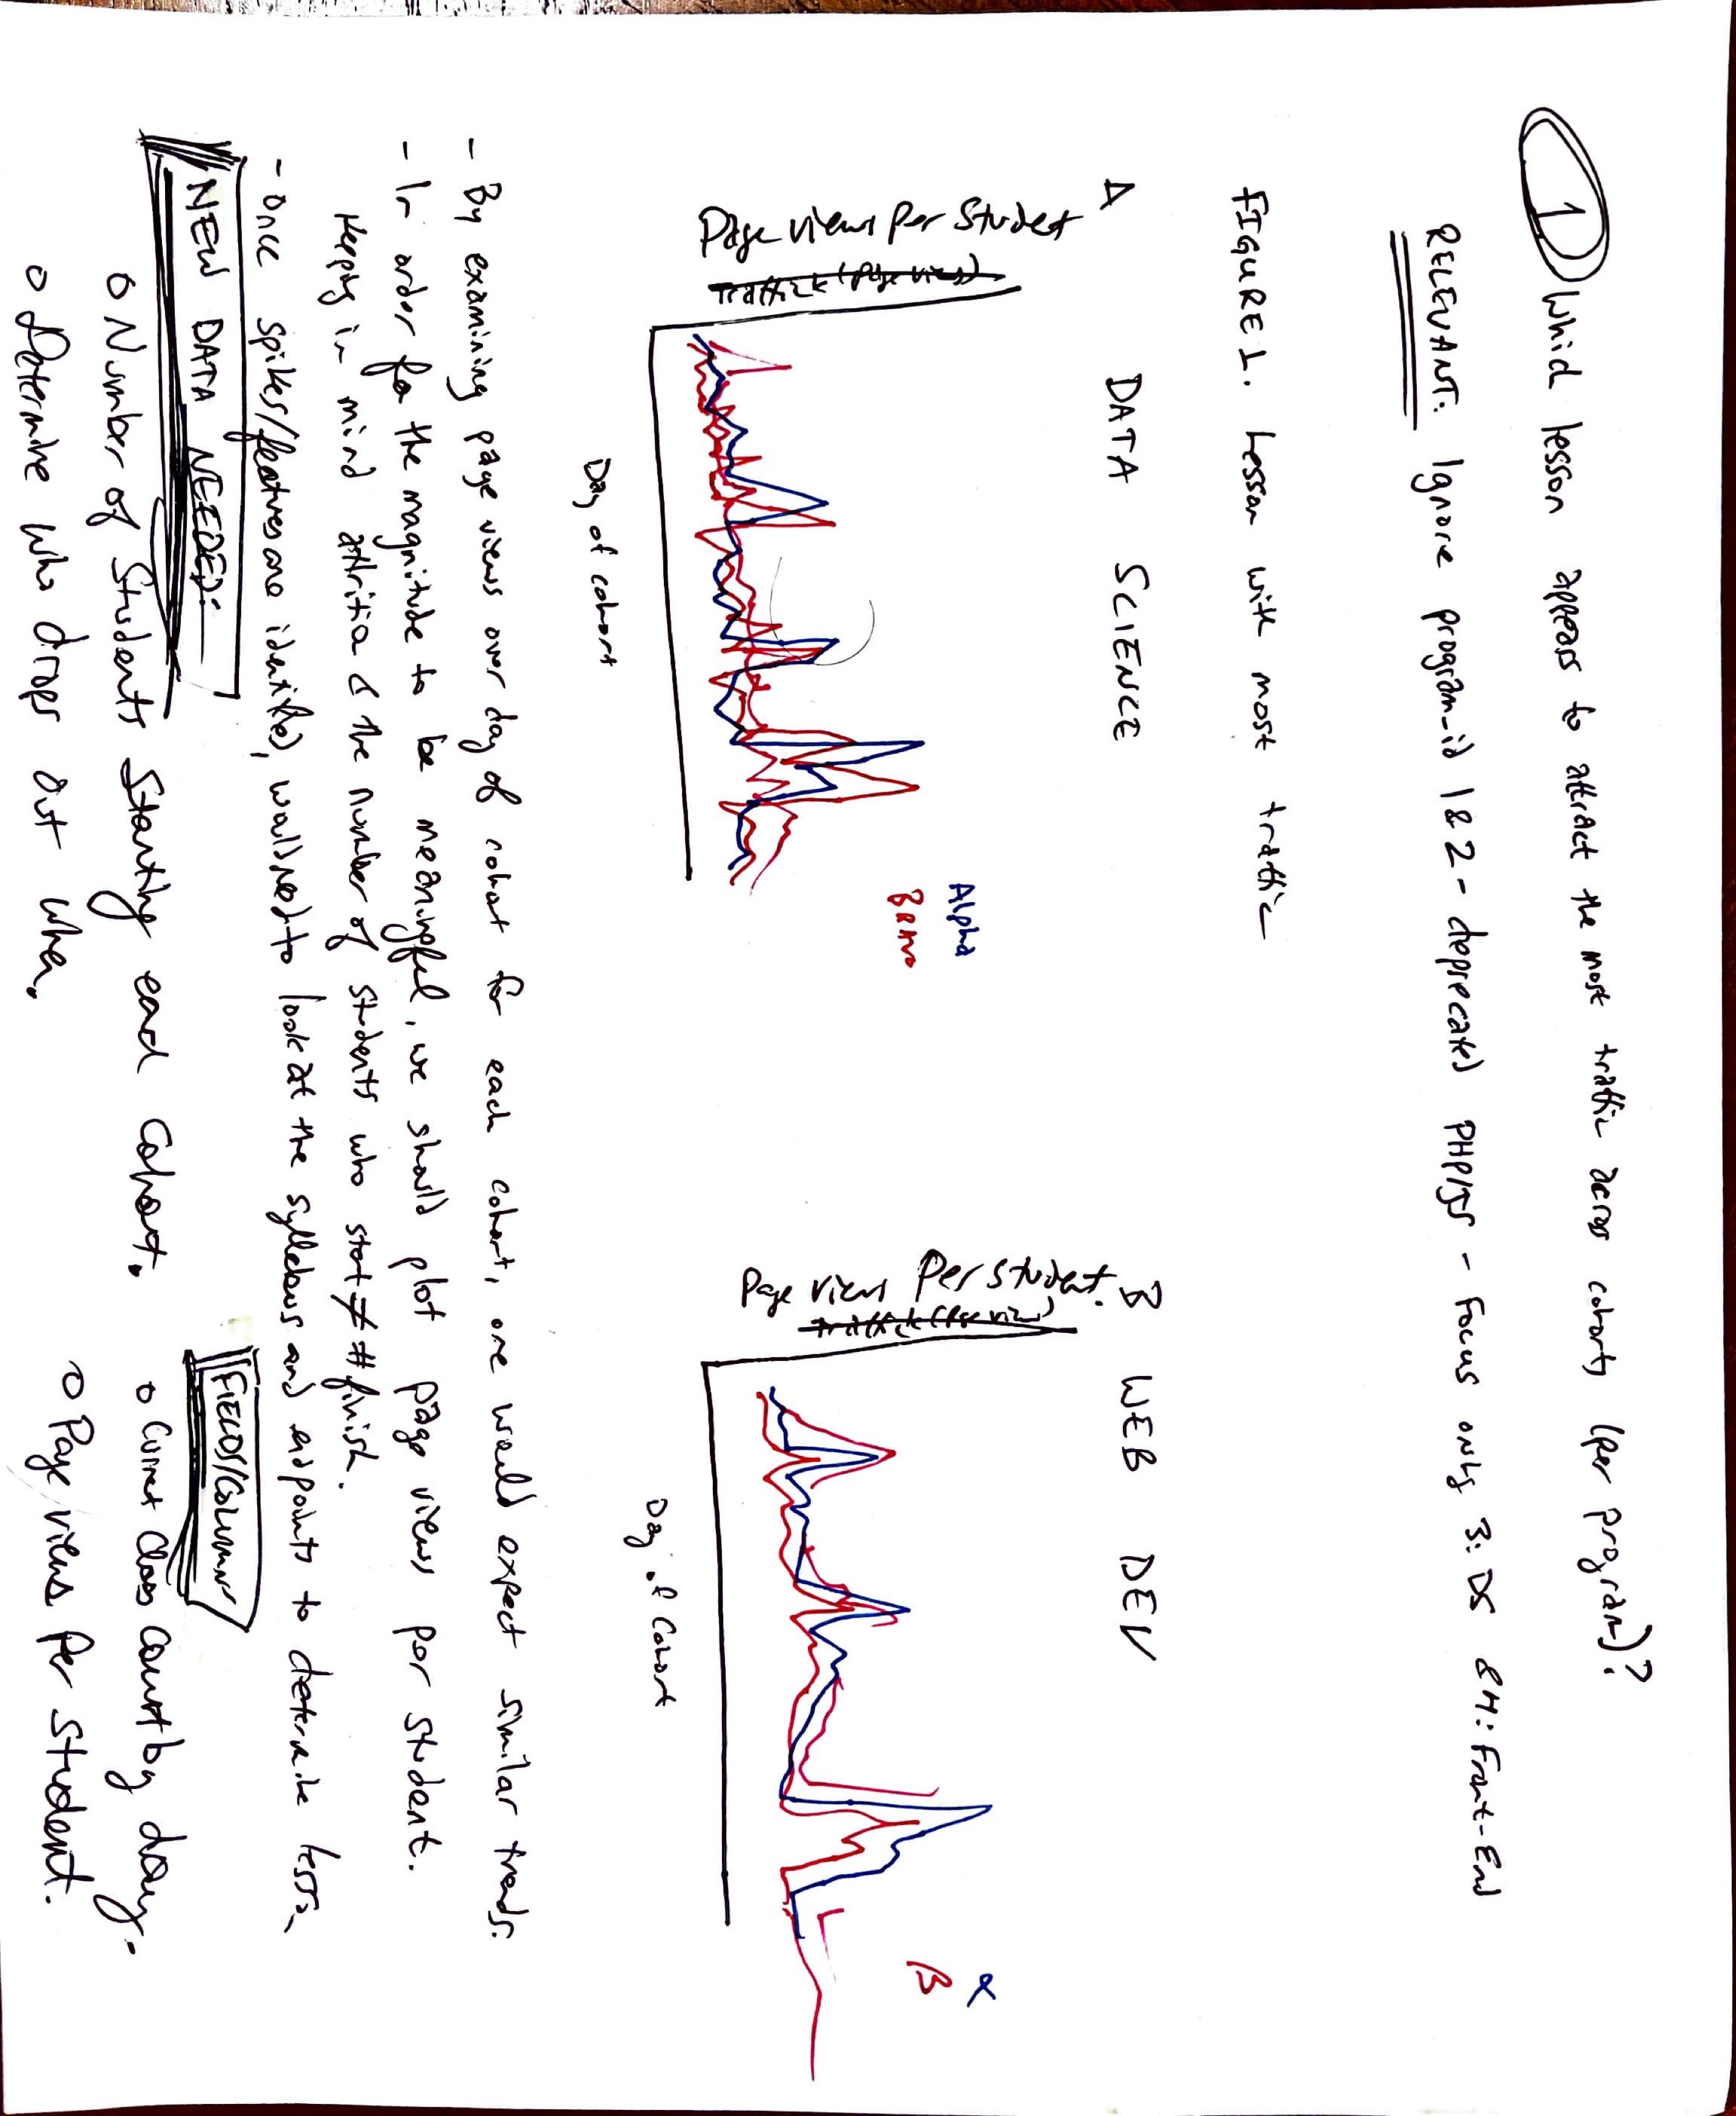 1 Which lesson appears to attract the most traffic across cohorts (per program)?
RELEVANT: Ignore program_id 1 & 2 - deprecated PHP/JS - Focus only 3: DS & 4: Front-End
FIGURE 1. Lesson with most traffic
A DATA SCIENCE
Page views per Student
Traffick (page views)
Alpha
Bravo
Day of cohort
B WEB DEV
Page views Per student.
Traffick (Page views)
α
β
Day of Cohort
- By examining page views over day of cohort for each cohort, one would expect similar trends.
- In order for the magnitude to be meaningful, we should plot page views per student.
Keeping in mind attrition & the number of students who start ≠ # finish.
- Once spikes/features are identified, would need to look at the syllabus and endpoints to determine lesson
NEW DATA NEEDED:
o Number of Students Starting each Cohort.
o Determine who drops out when.
FIELDS/COLUMNS
o Current class count by day.
o Page views Per Student.